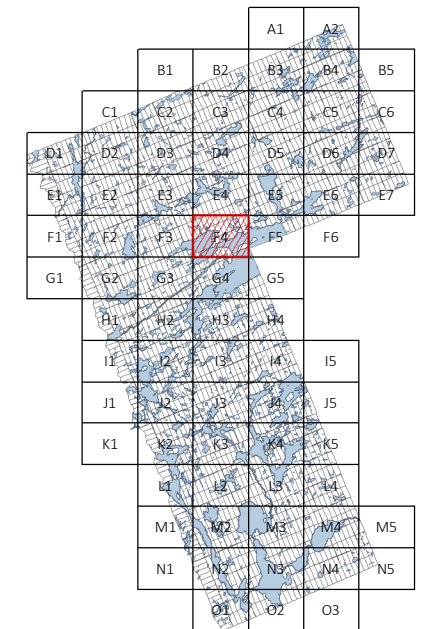 A1 A2
B1 B2 B3 B4 B5
C1 C2 C3 C4 C5 C6
D1 D2 D3 D4 D5 D6 D7
E1 E2 E3 E4 E5 E6 E7
F1 F2 F3 F4 F5 F6
G1 G2 G3 G4 G5
H1 H2 H3 H4
I1 I2 I3 I4 I5
J1 J2 J3 J4 J5
K1 K2 K3 K4 K5
L1 L2 L3 L4
M1 M2 M3 M4 M5
N1 N2 N3 N4 N5
O1 O2 O3